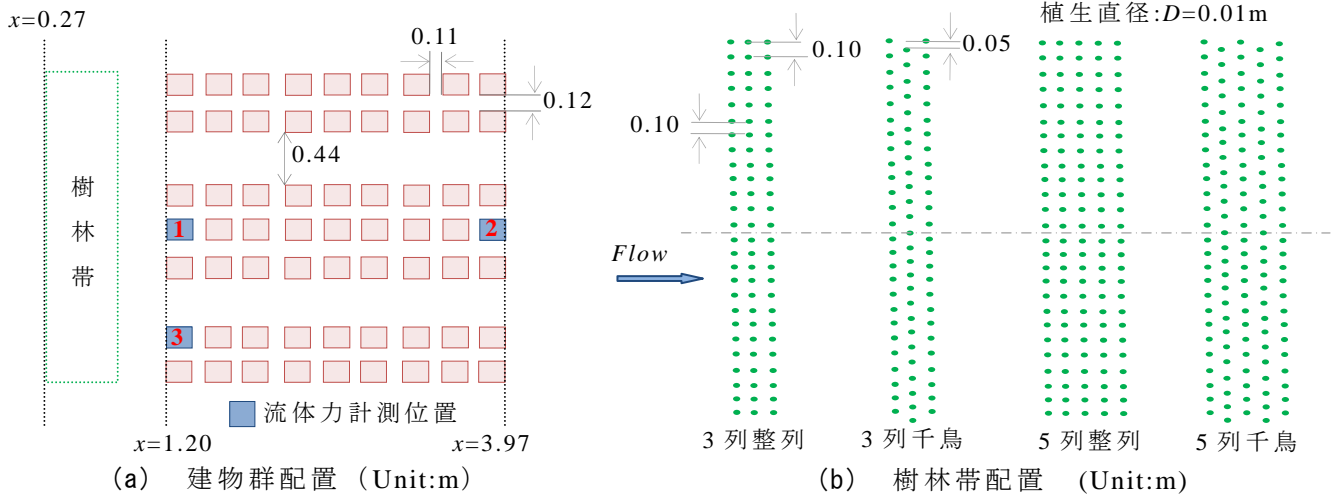 x=0.27
0.11
0.12
0.44
樹
林
帯
1
2
3
流体力計測位置
x=1.20
x=3.97
(a) 建物群配置（Unit:m）
植生直径:D=0.01m
0.10
0.05
0.10
Flow
3列整列
3列千鳥
5列整列
5列千鳥
(b) 樹林帯配置 (Unit:m)